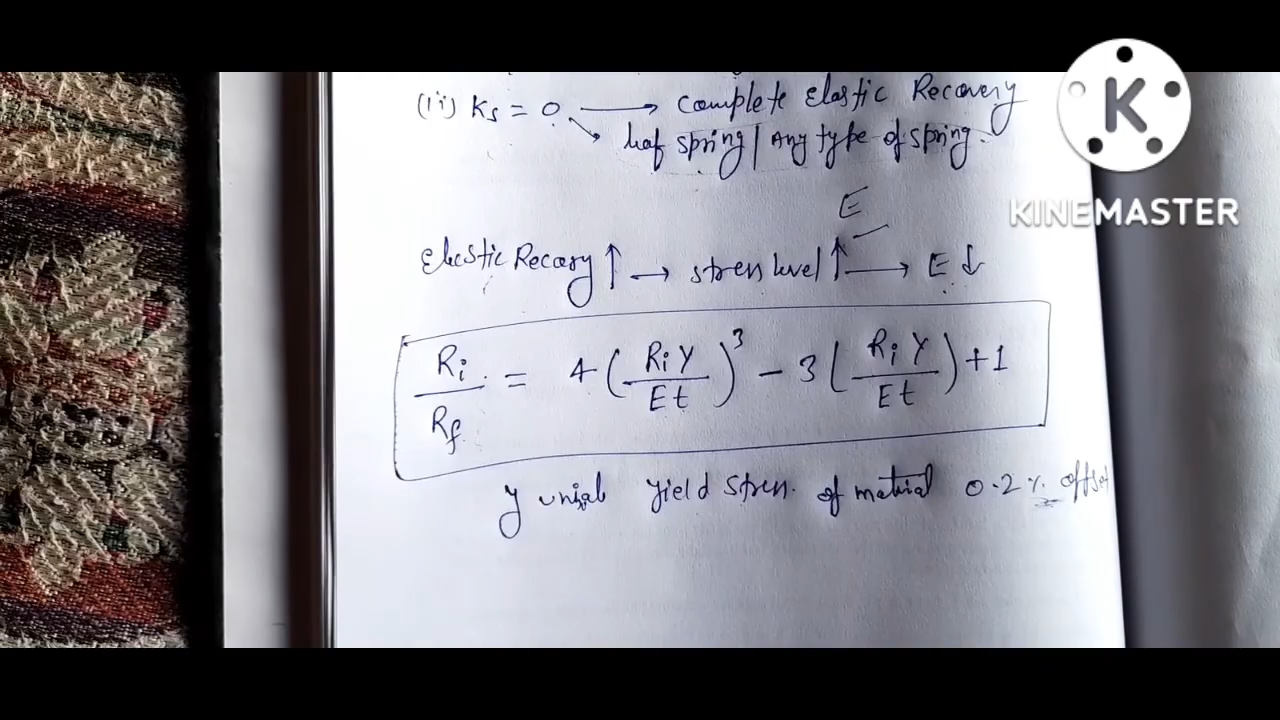 (ii) Ks = 0 → complete Elastic Recovery
↘ leaf spring | Any type of spring.
E
Elastic Recovery ↑ → stress level ↑ → E ↓
Ri/Rf = 4(RiY/Et)³ - 3(RiY/Et) + 1
y yield stress. of material 0.2 % offset
K
KINEMASTER